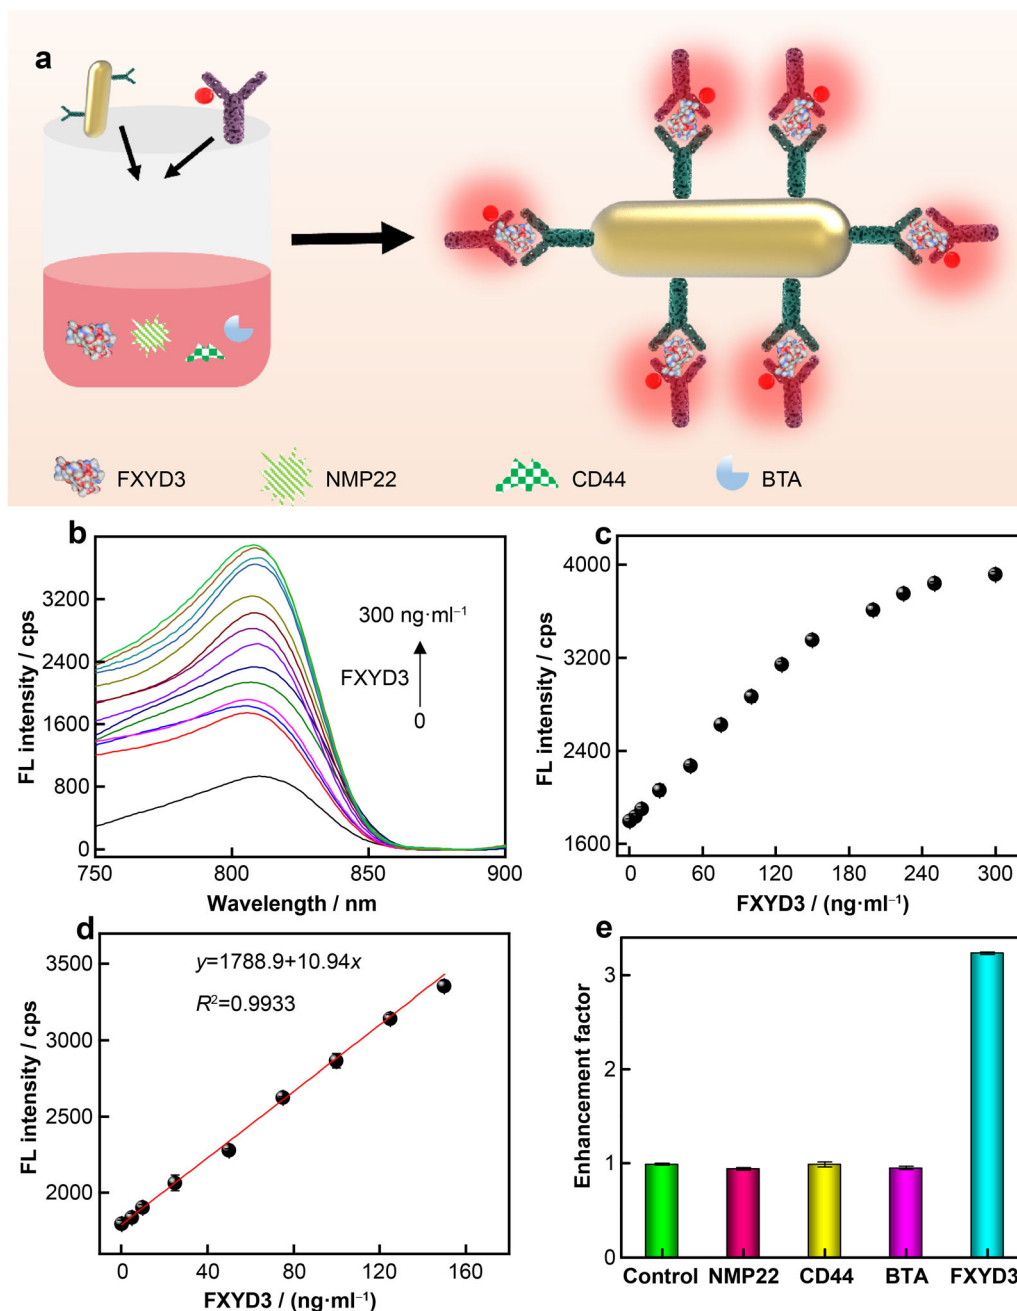 a
FXYD3
NMP22
CD44
BTA
b
3200
2400
1600
800
0
FL intensity / cps
300 ng·ml⁻¹
FXYD3
0
750
800
850
900
Wavelength / nm
c
4000
3200
2400
1600
FL intensity / cps
0
60
120
180
240
300
FXYD3 / (ng·ml⁻¹)
d
y=1788.9+10.94x
R²=0.9933
3500
3000
2500
2000
FL intensity / cps
0
40
80
120
160
FXYD3 / (ng·ml⁻¹)
e
3
2
1
0
Enhancement factor
Control
NMP22
CD44
BTA
FXYD3